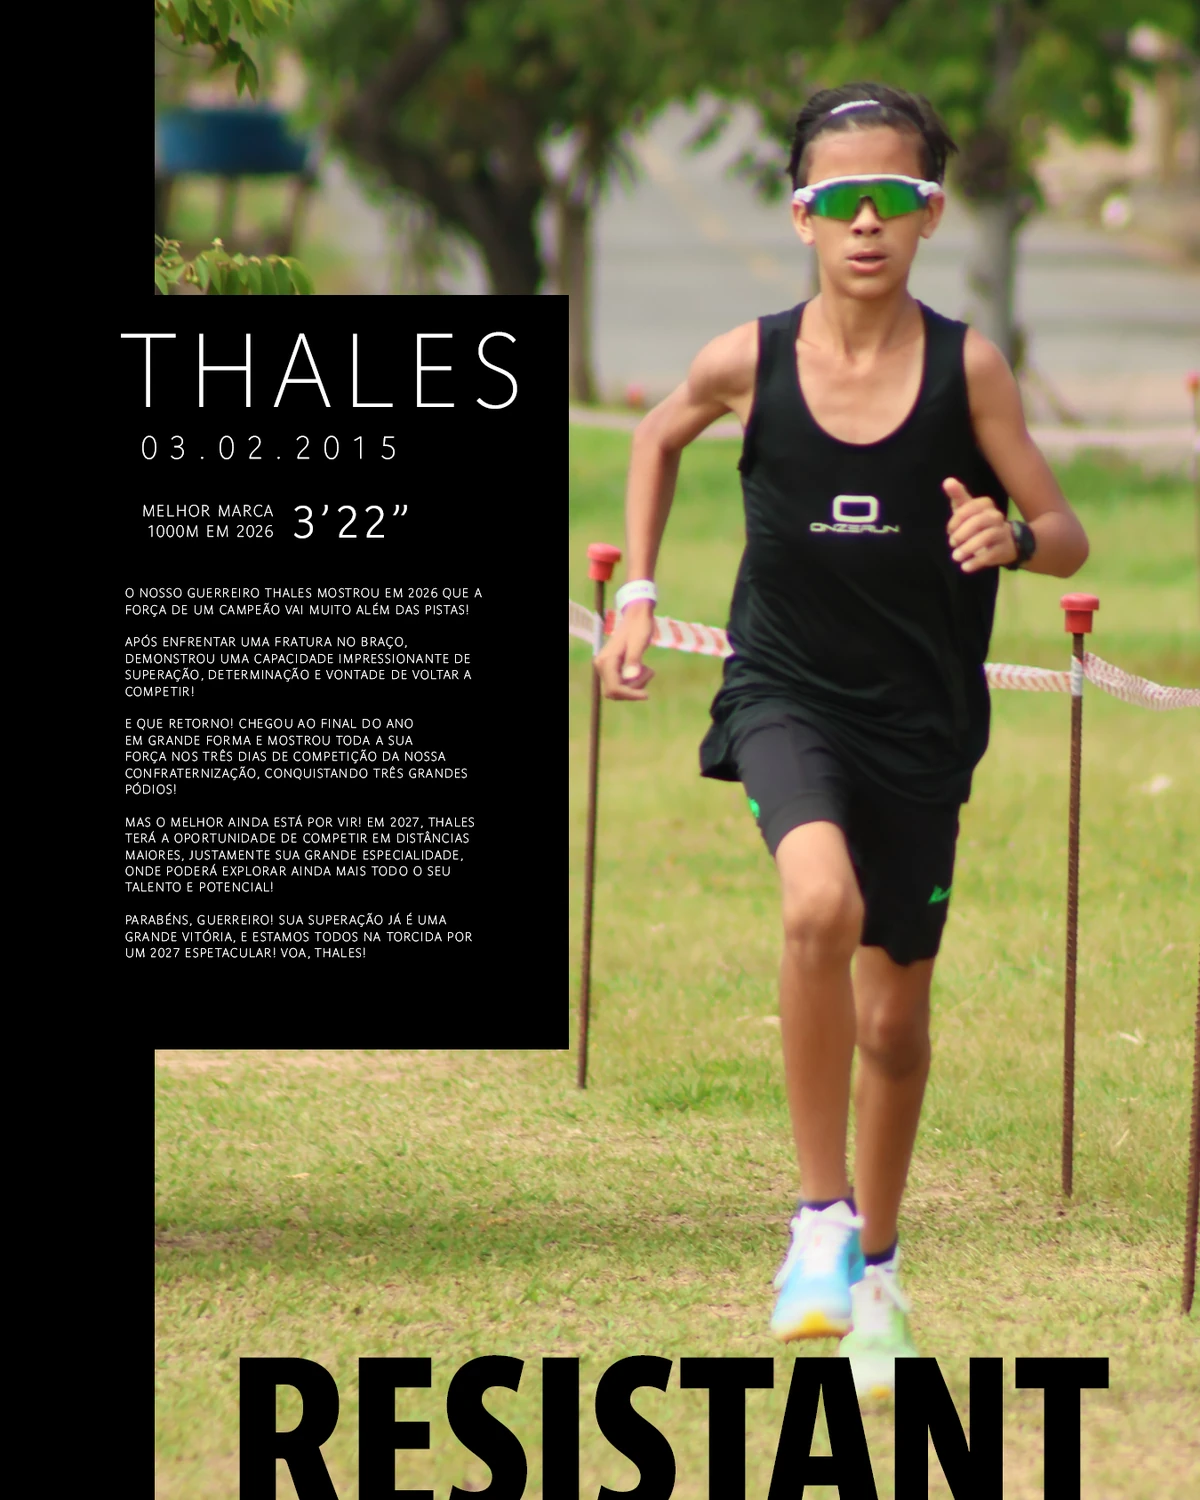 THALES
03.02.2015
MELHOR MARCA
1000M EM 2026
3’22”
O NOSSO GUERREIRO THALES MOSTROU EM 2026 QUE A
FORÇA DE UM CAMPEÃO VAI MUITO ALÉM DAS PISTAS!
APÓS ENFRENTAR UMA FRATURA NO BRAÇO,
DEMONSTROU UMA CAPACIDADE IMPRESSIONANTE DE
SUPERAÇÃO, DETERMINAÇÃO E VONTADE DE VOLTAR A
COMPETIR!
E QUE RETORNO! CHEGOU AO FINAL DO ANO
EM GRANDE FORMA E MOSTROU TODA A SUA
FORÇA NOS TRÊS DIAS DE COMPETIÇÃO DA NOSSA
CONFRATERNIZAÇÃO, CONQUISTANDO TRÊS GRANDES
PÓDIOS!
MAS O MELHOR AINDA ESTÁ POR VIR! EM 2027, THALES
TERÁ A OPORTUNIDADE DE COMPETIR EM DISTÂNCIAS
MAIORES, JUSTAMENTE SUA GRANDE ESPECIALIDADE,
ONDE PODERÁ EXPLORAR AINDA MAIS TODO O SEU
TALENTO E POTENCIAL!
PARABÉNS, GUERREIRO! SUA SUPERAÇÃO JÁ É UMA
GRANDE VITÓRIA, E ESTAMOS TODOS NA TORCIDA POR
UM 2027 ESPETACULAR! VOA, THALES!
ONZERUN
RESISTANT